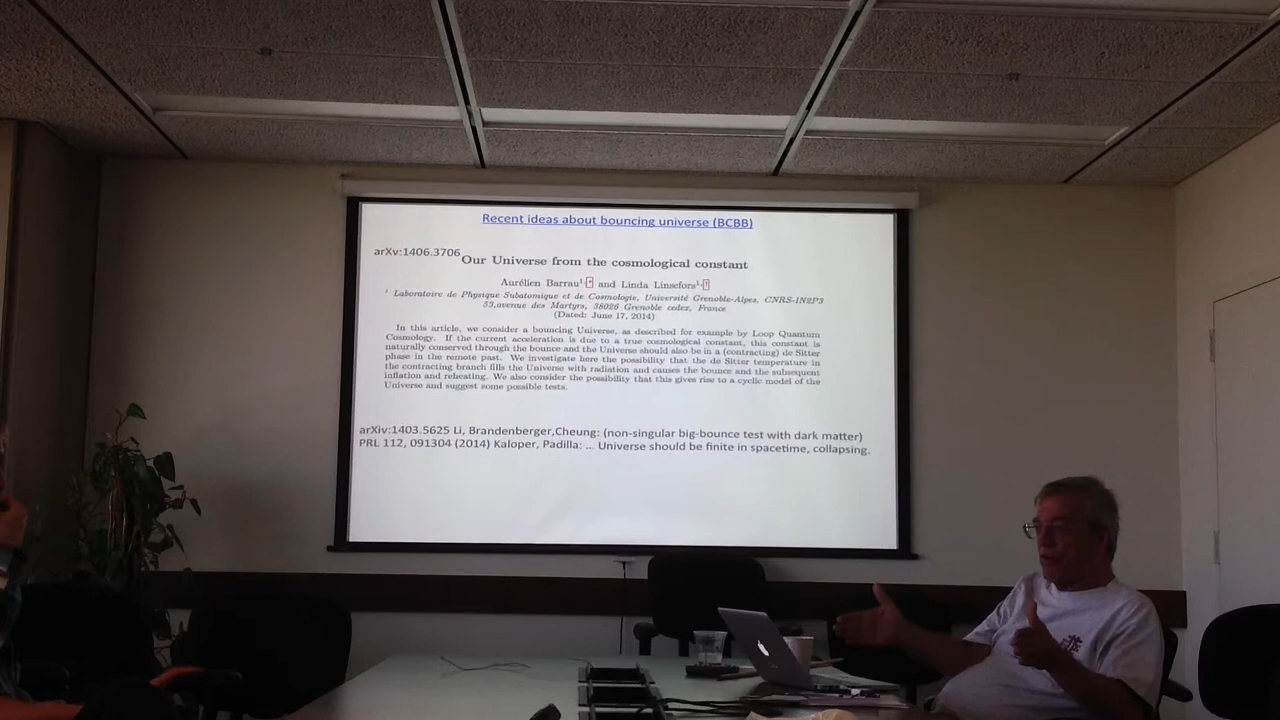 Recent ideas about bouncing universe (BCBB)
arXv:1406.3706
Our Universe from the cosmological constant
Aurélien Barrau¹,* and Linda Linsefors¹,†
¹ Laboratoire de Physique Subatomique et de Cosmologie, Université Grenoble-Alpes, CNRS-IN2P3
53,avenue des Martyrs, 38026 Grenoble cedex, France
(Dated: June 17, 2014)
In this article, we consider a bouncing Universe, as described for example by Loop Quantum
Cosmology. If the current acceleration is due to a true cosmological constant, this constant is
naturally conserved through the bounce and the Universe should also be in a (contracting) de Sitter
phase in the remote past. We investigate here the possibility that the de Sitter temperature in
the contracting branch fills the Universe with radiation and causes the bounce and the subsequent
inflation and reheating. We also consider the possibility that this gives rise to a cyclic model of the
Universe and suggest some possible tests.
arXiv:1403.5625 Li, Brandenberger,Cheung: (non-singular big-bounce test with dark matter)
PRL 112, 091304 (2014) Kaloper, Padilla: ... Universe should be finite in spacetime, collapsing.